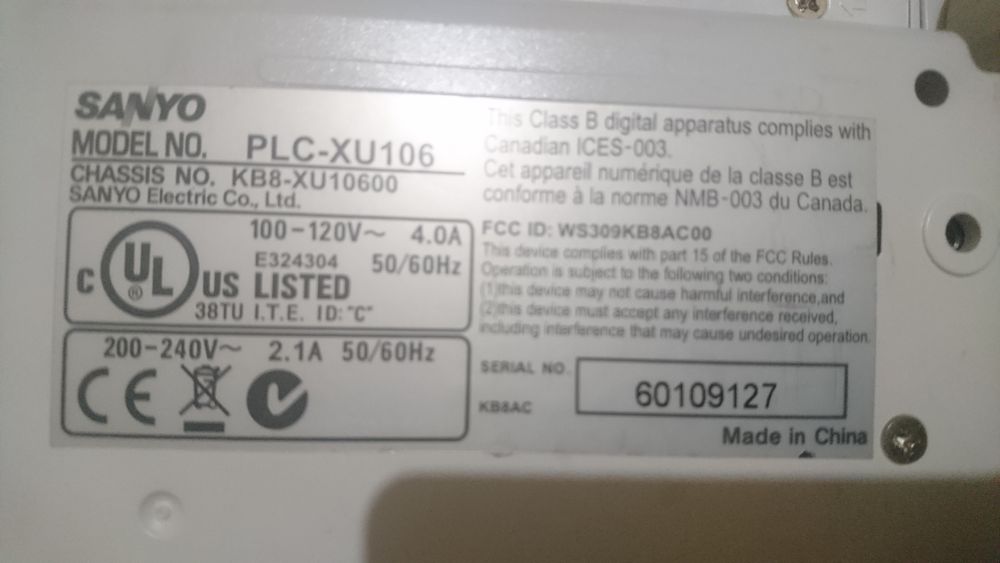 SANYO
MODEL NO. PLC-XU106
CHASSIS NO. KB8-XU10600
SANYO Electric Co., Ltd.
100-120V~ 4.0A
E324304 50/60Hz
C UL ® US LISTED
38TU I.T.E. ID: "C"
200-240V~ 2.1A 50/60Hz
CE
This Class B digital apparatus complies with
Canadian ICES-003.
Cet appareil numérique de la classe B est
conforme à la norme NMB-003 du Canada.
FCC ID: WS309KB8AC00
This device complies with part 15 of the FCC Rules.
Operation is subject to the following two conditions:
(1)this device may not cause harmful interference,and
(2)this device must accept any interference received,
including interference that may cause undesired operation.
SERIAL NO. 60109127
KB8AC
Made in China